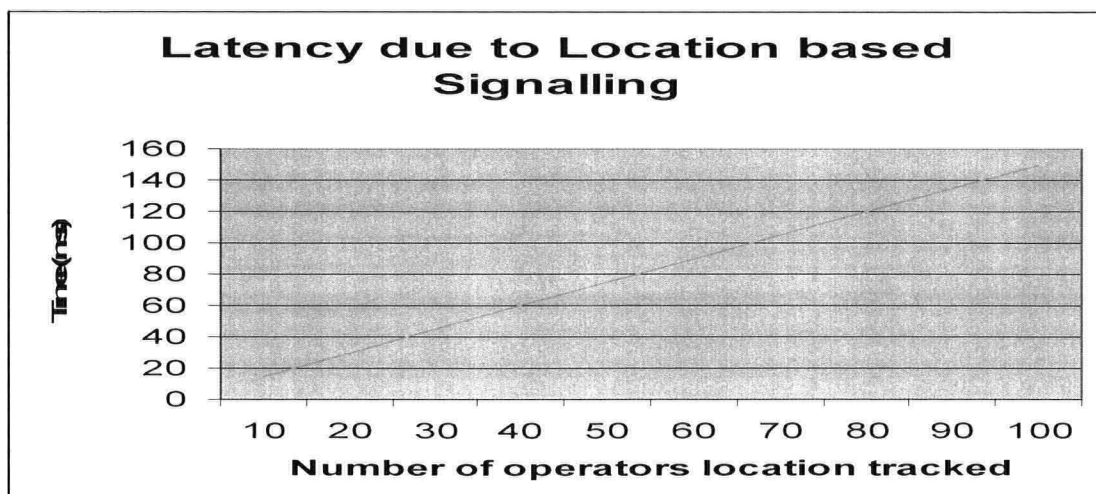 Latency due to Location based
Signalling
160
140
120
100
80
60
40
20
0
Time(ns)
10 20 30 40 50 60 70 80 90 100
Number of operators location tracked